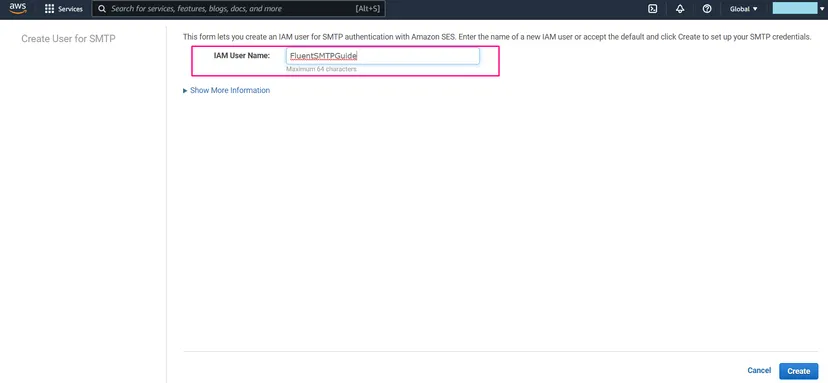 aws
Services
Search for services, features, blogs, docs, and more
[Alt+S]
Global
Create User for SMTP
This form lets you create an IAM user for SMTP authentication with Amazon SES. Enter the name of a new IAM user or accept the default and click Create to set up your SMTP credentials.
IAM User Name:
FluentSMTPGuide
Maximum 64 characters
Show More Information
Cancel
Create